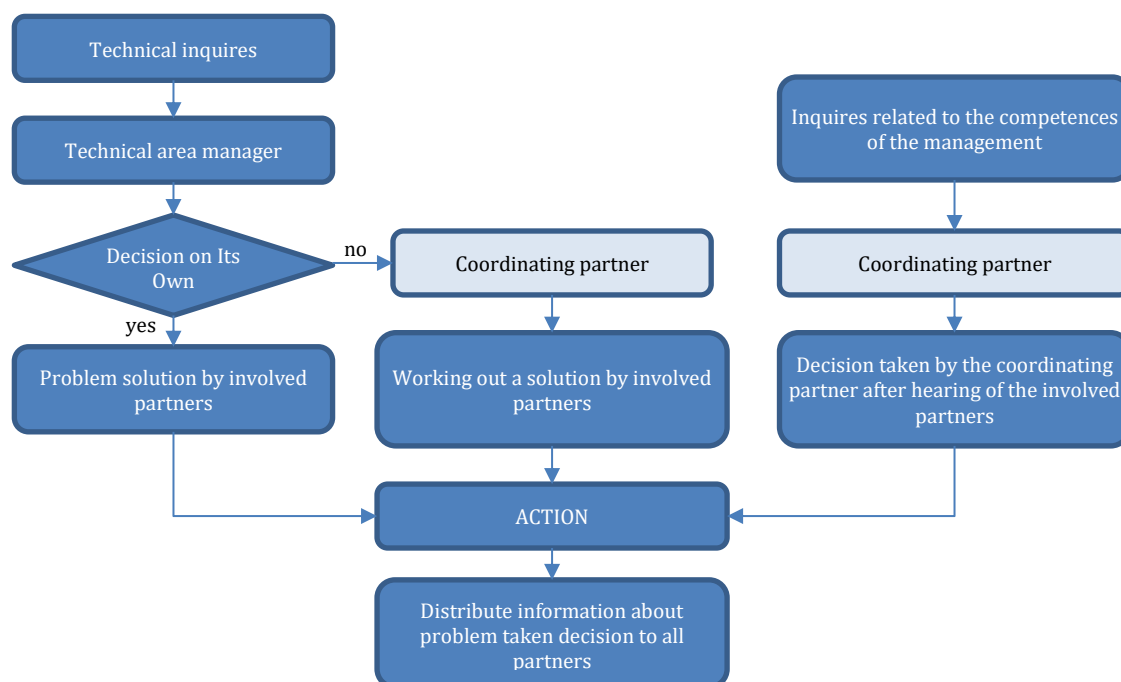 Technical inquires
Technical area manager
Decision on Its
Own
no
yes
Problem solution by involved
partners
Coordinating partner
Working out a solution by involved
partners
Inquires related to the competences
of the management
Coordinating partner
Decision taken by the coordinating
partner after hearing of the involved
partners
ACTION
Distribute information about
problem taken decision to all
partners